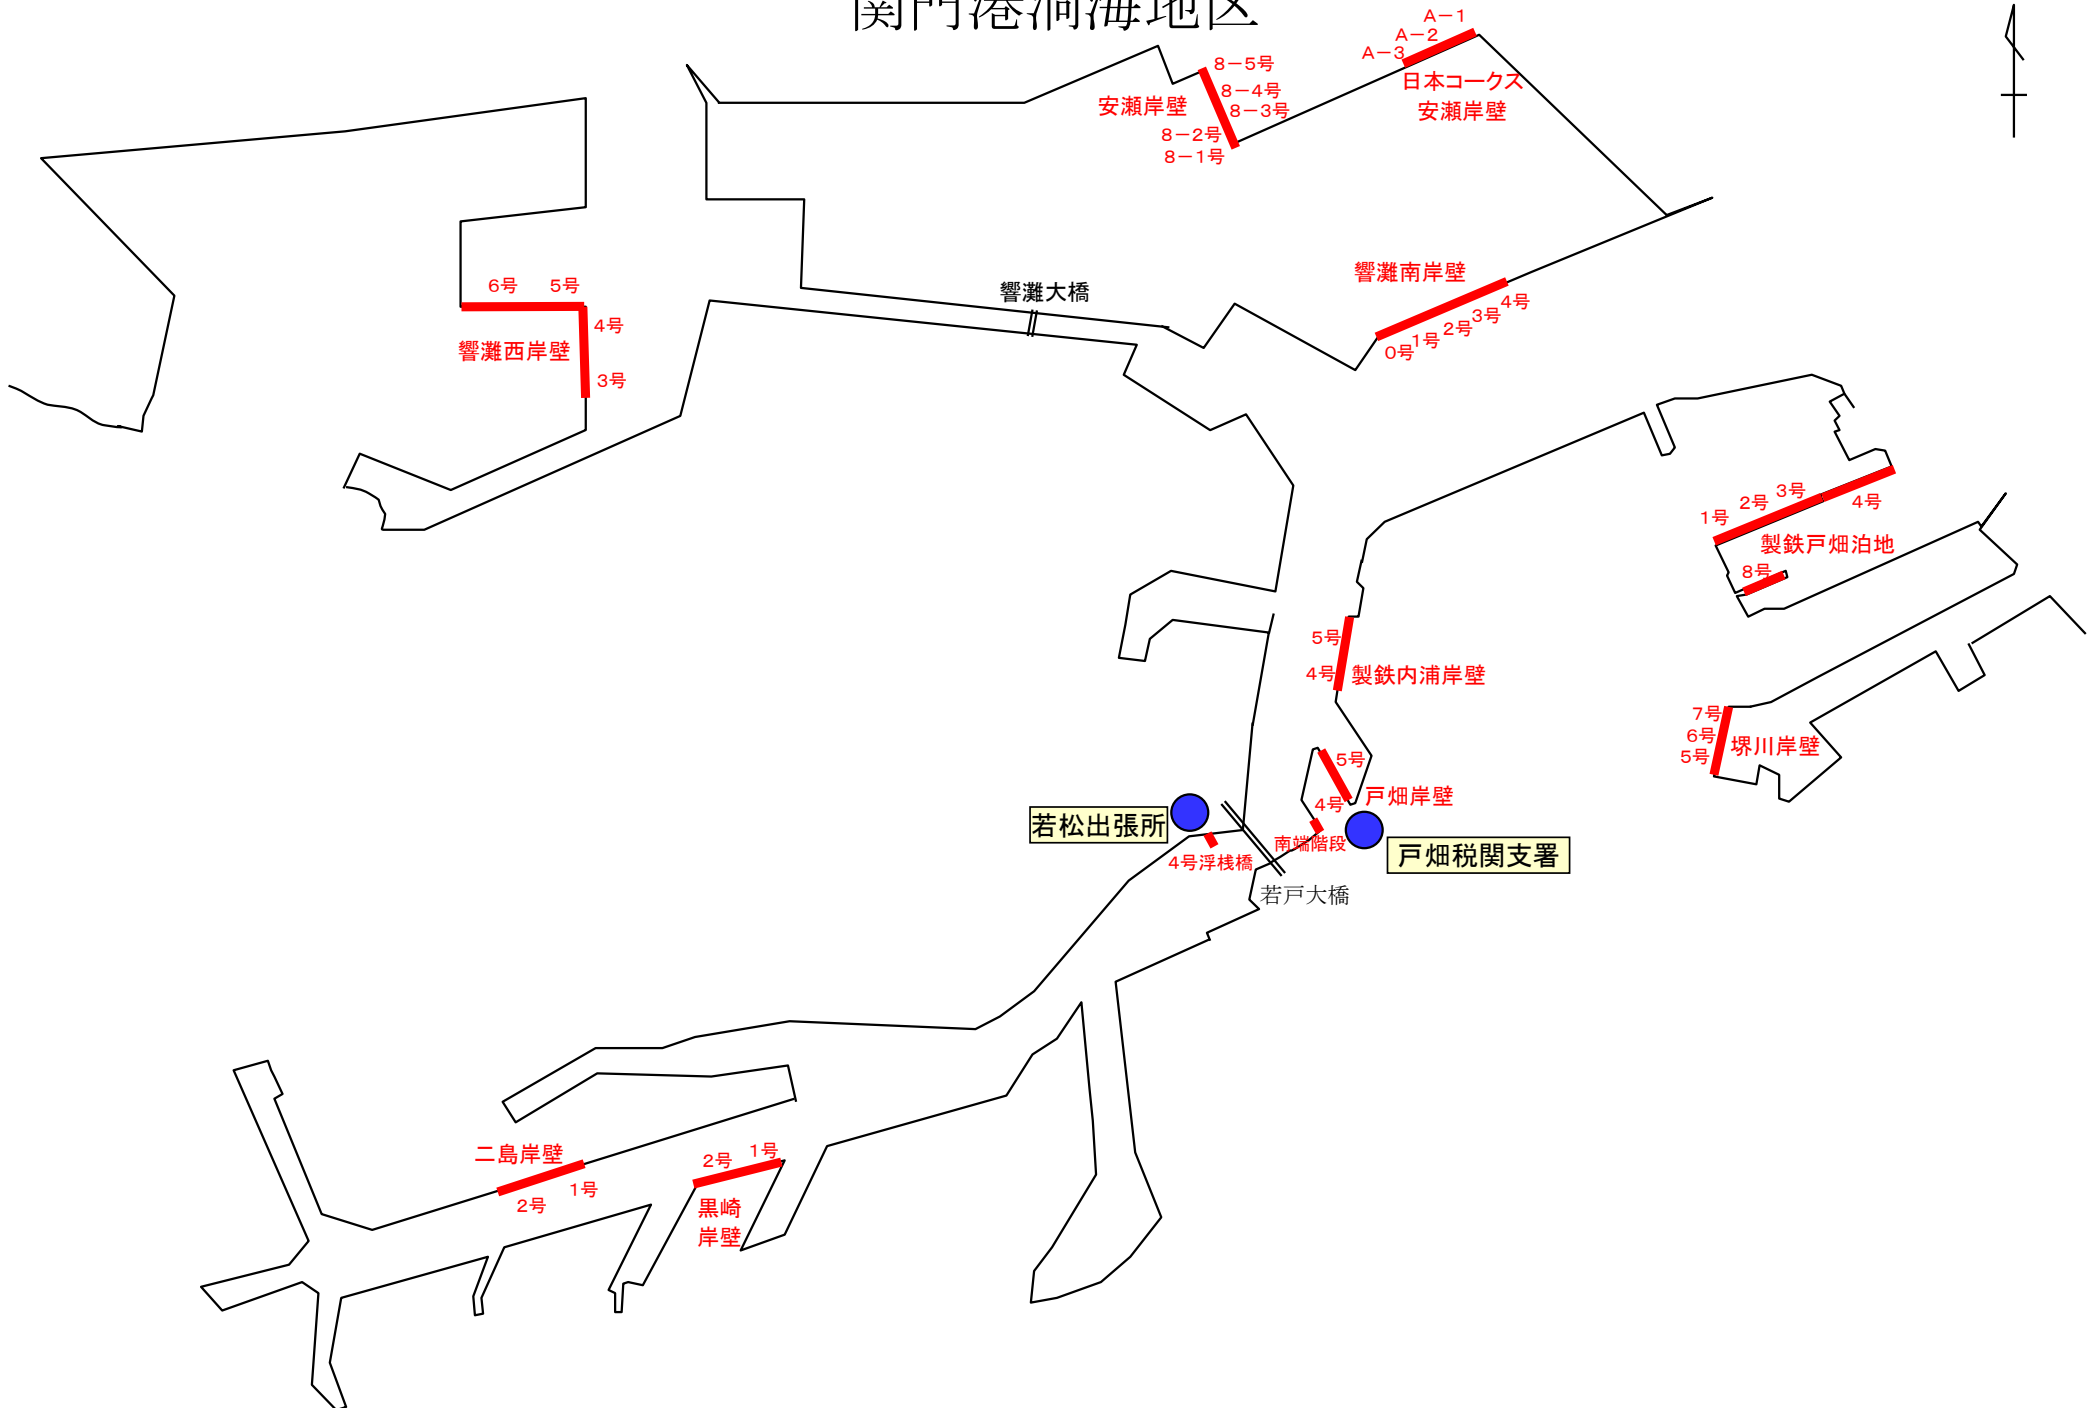 関門港洞海地区
A－1
A－2
A－3
日本コークス
安瀬岸壁
8－5号
8－4号
8－3号
8－2号
8－1号
安瀬岸壁
響灘南岸壁
4号
3号
2号
1号
0号
響灘大橋
6号
5号
4号
3号
響灘西岸壁
1号
2号
3号
4号
製鉄戸畑泊地
8号
5号
4号
製鉄内浦岸壁
7号
6号
5号
堺川岸壁
5号
4号
戸畑岸壁
若松出張所
南端階段
戸畑税関支署
4号浮桟橋
若戸大橋
二島岸壁
2号
1号
2号
1号
黒崎
岸壁